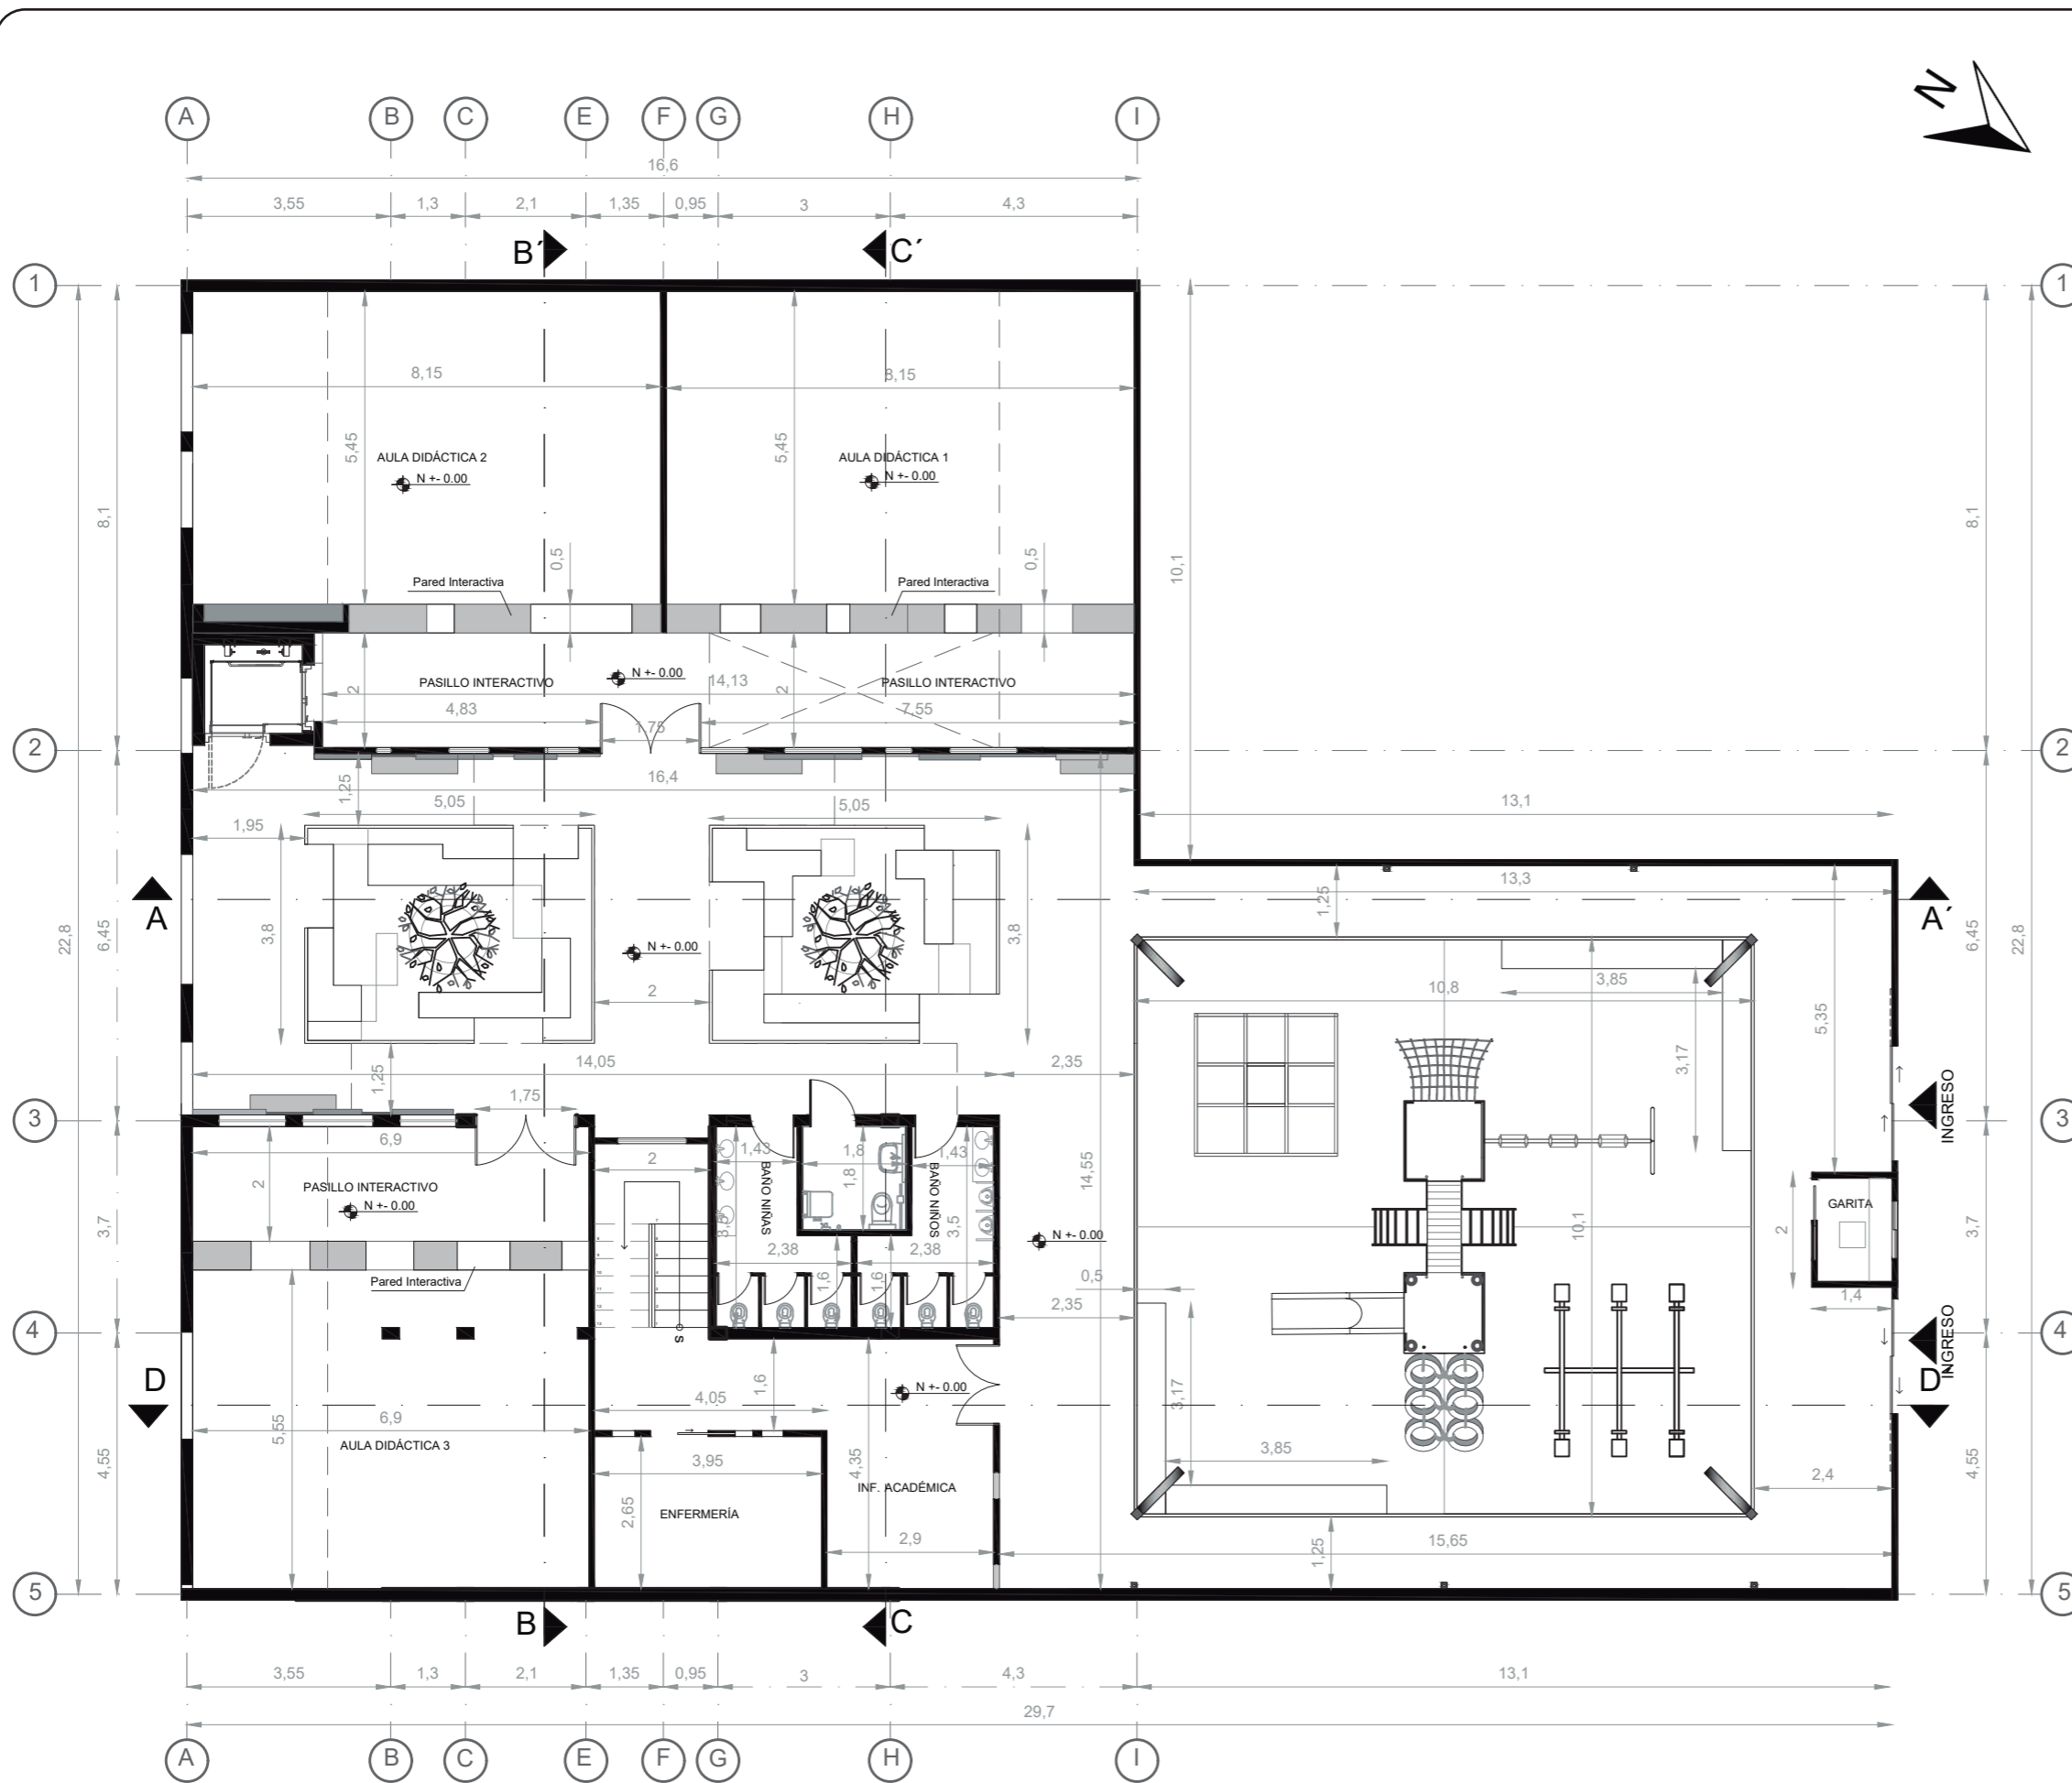 N
A B C E F G H I
16,6
3,55 1,3 2,1 1,35 0,95 3 4,3
B´ C´
1 1
8,15 8,15
5,45 5,45
AULA DIDÁCTICA 2 AULA DIDÁCTICA 1
N +- 0.00 N +- 0.00
8,1 10,1 8,1
0,5 0,5
Pared Interactiva Pared Interactiva
PASILLO INTERACTIVO N +- 0.00 14,13 PASILLO INTERACTIVO
2 2
4,83 1,75 7,55
2 2
1,25 16,4
5,05 5,05 13,1
1,95
A 13,3 A´
1,25
22,8 6,45 3,8 N +- 0.00 3,8 6,45 22,8
2 10,8 3,85 5,35
3,17
1,25 14,05 2,35
1,75 INGRESO
3 3
6,9 2 1,43 1,8 1,43 14,55
BAÑO NIÑAS 1,8 BAÑO NIÑOS
2 PASILLO INTERACTIVO GARITA
N +- 0.00
3,7 3,5 3,5 N +- 0.00 10,1 2 3,7
2,38 2,38
Pared Interactiva 1,6 1,6 0,5
2,35 1,4
4 S 4
INGRESO
D 1,6 N +- 0.00 3,17 D´
4,05
6,9
5,55 AULA DIDÁCTICA 3
4,55 3,95 4,35 3,85 4,55
INF. ACADÉMICA 2,4
2,65 ENFERMERÍA
2,9 1,25 15,65
5 5
B C
3,55 1,3 2,1 1,35 0,95 3 4,3 13,1
29,7
A B C E F G H I